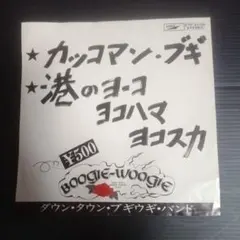 ★カッコマン・ブギ
★港のヨーコ
ヨコハマ
ヨコスカ
¥500
BOOGIE-WOOGIE
ダウン・タウン・ブギウギ・バンド